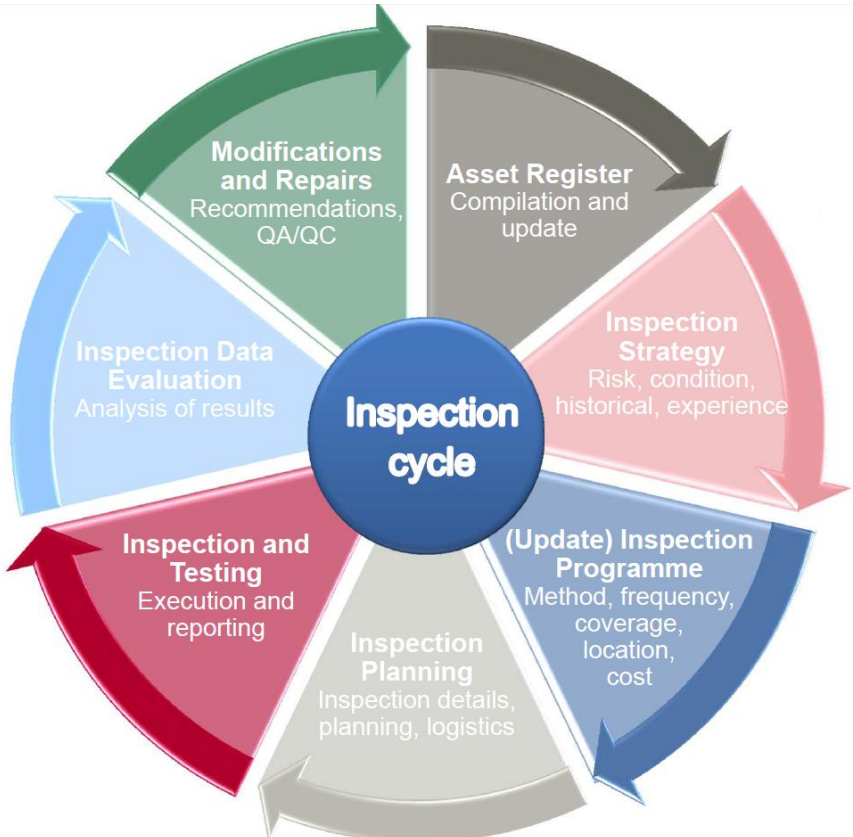 Modifications
and Repairs
Recommendations,
QA/QC
Asset Register
Compilation and
update
Inspection
Strategy
Risk, condition,
historical, experience
(Update) Inspection
Programme
Method, frequency,
coverage,
location,
cost
Inspection
Planning
Inspection details,
planning, logistics
Inspection and
Testing
Execution and
reporting
Inspection Data
Evaluation
Analysis of results
Inspection
cycle